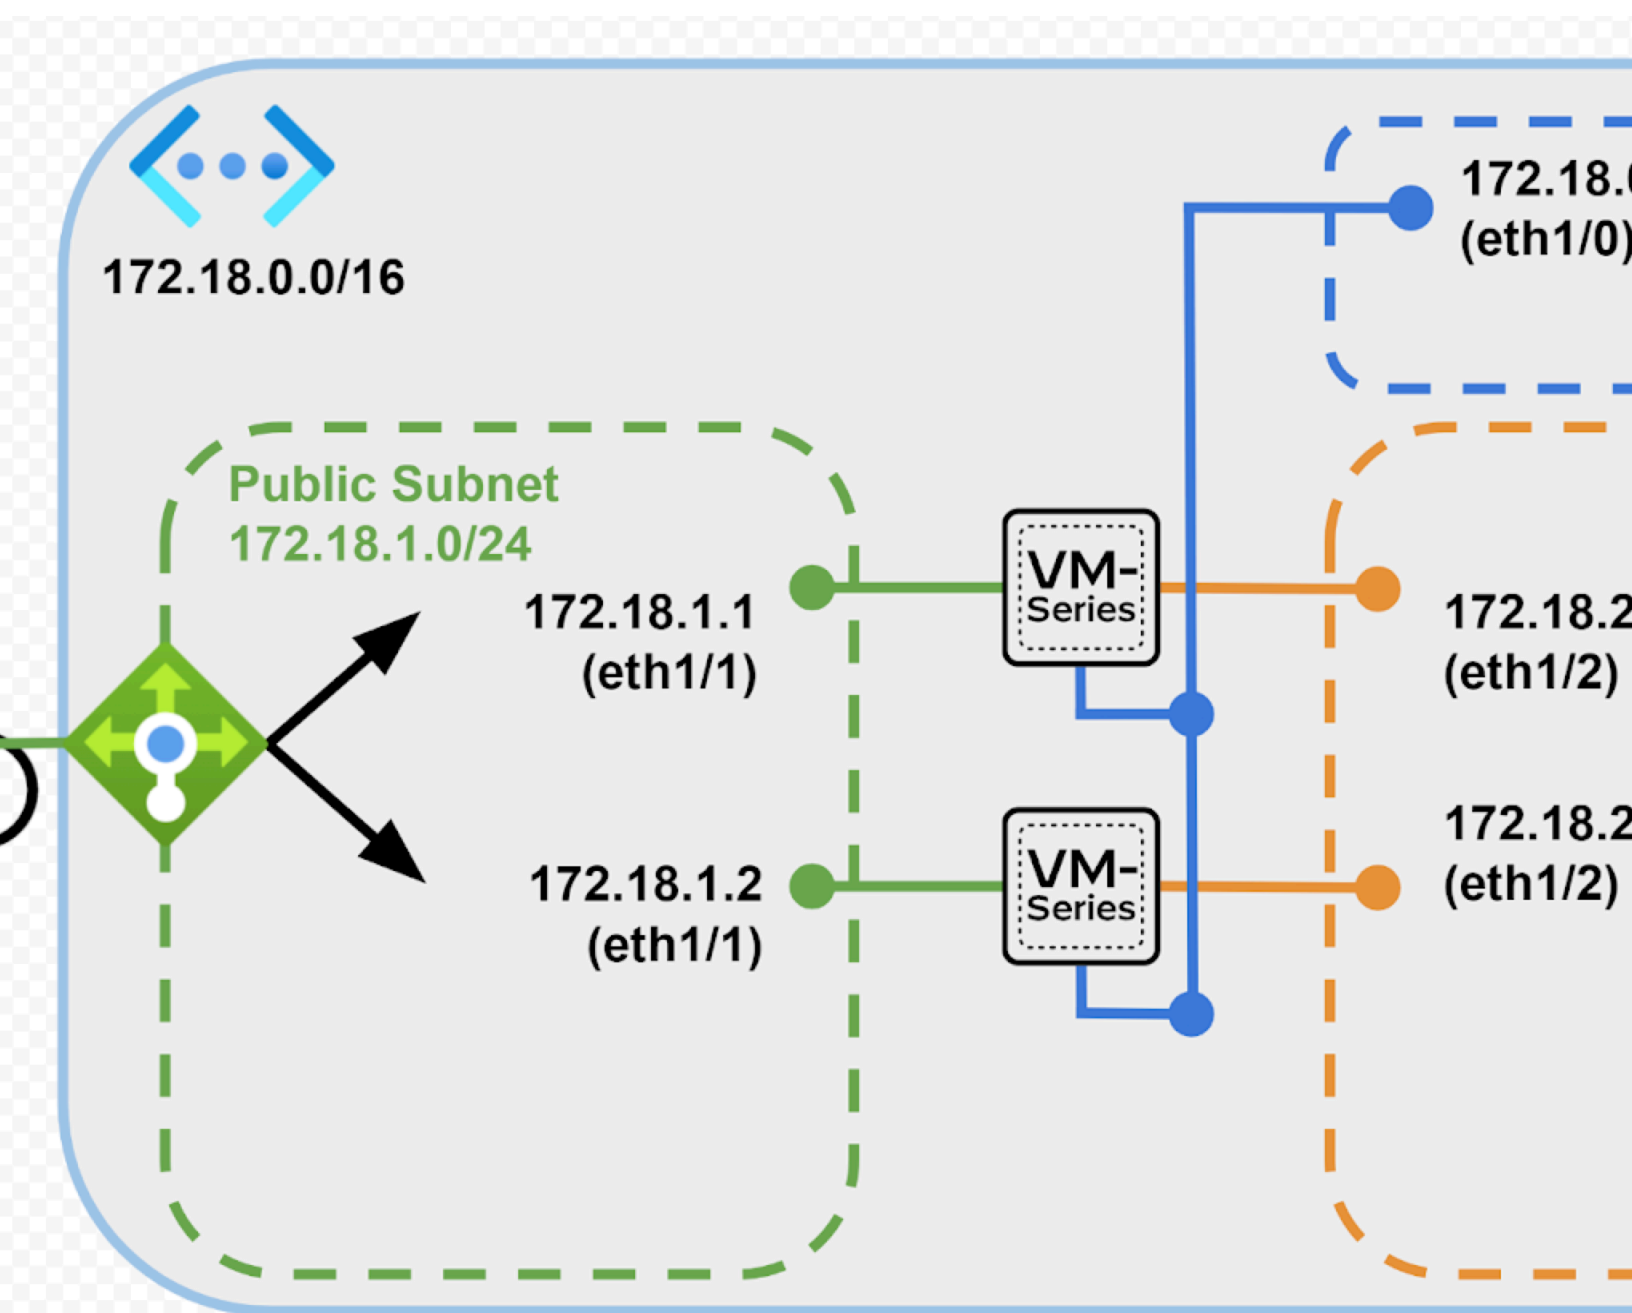 172.18.0.0/16
Public Subnet
172.18.1.0/24
172.18.1.1
(eth1/1)
172.18.1.2
(eth1/1)
VM-
Series
VM-
Series
(eth1/0)
(eth1/2)
(eth1/2)